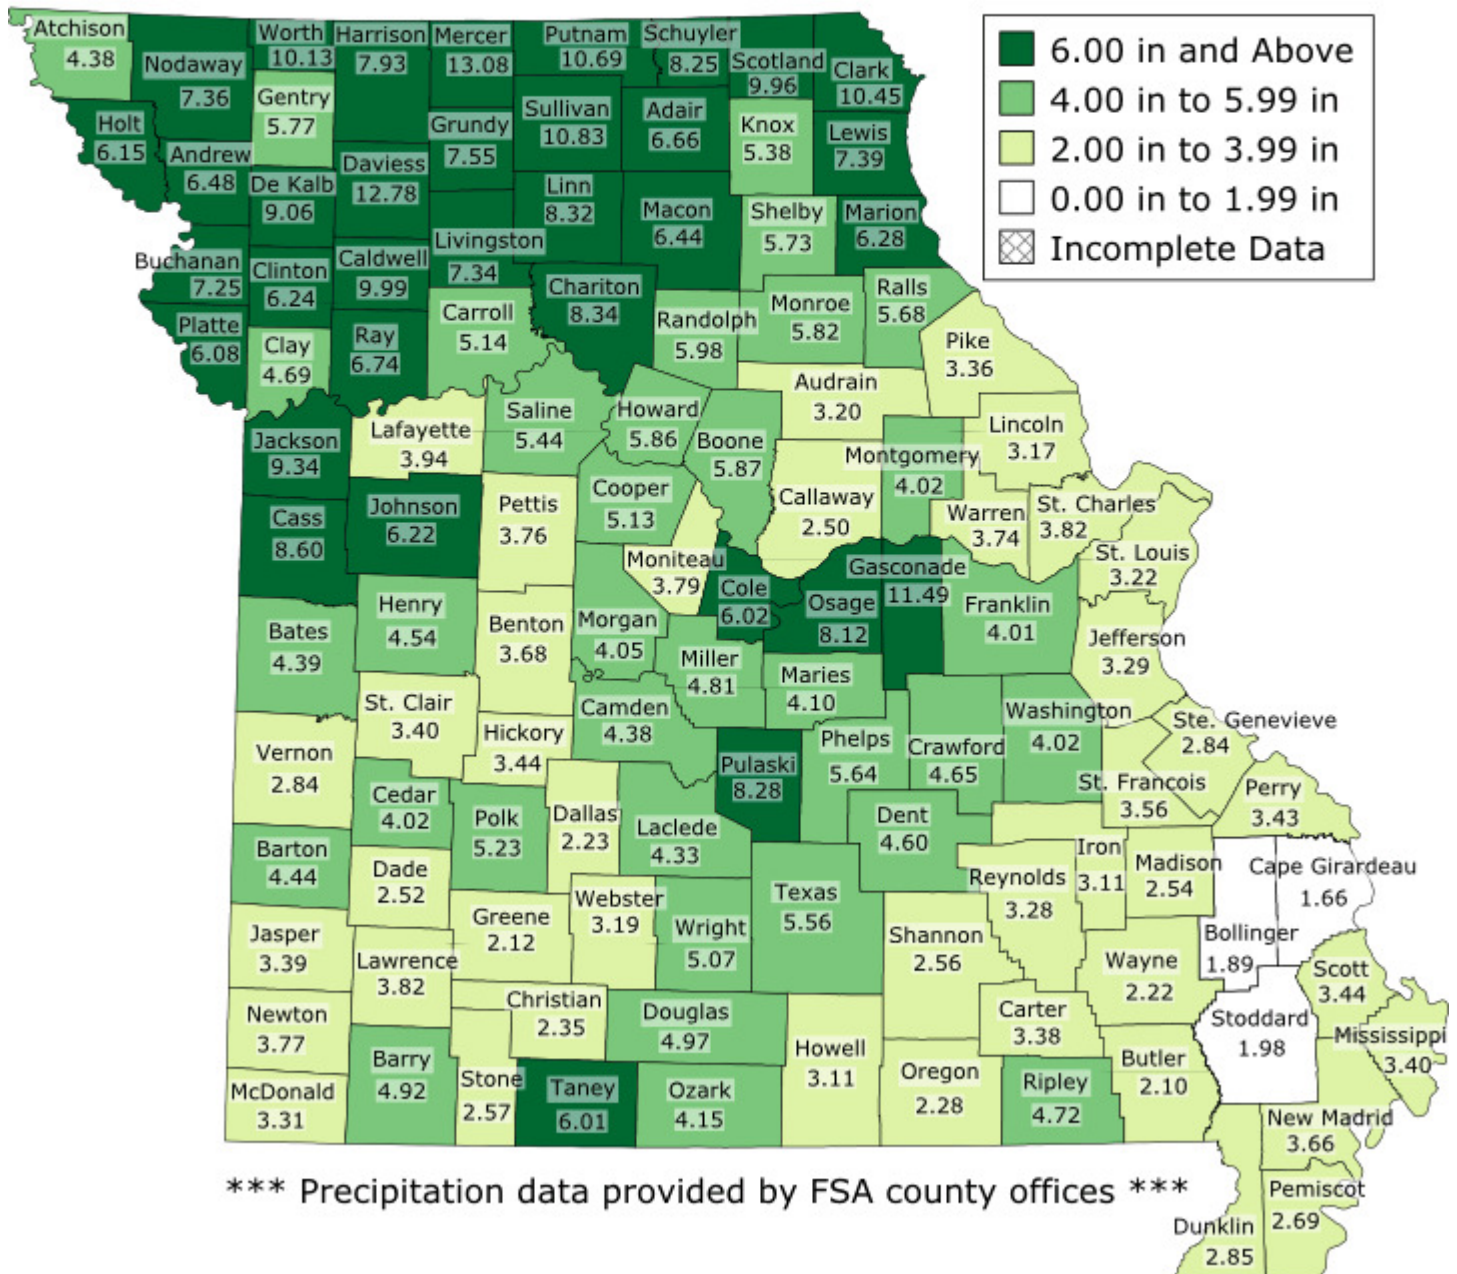 Atchison
4.38
Nodaway
7.36
Worth
10.13
Harrison
7.93
Mercer
13.08
Putnam
10.69
Schuyler
8.25
Scotland
9.96
Clark
10.45
6.00 in and Above
4.00 in to 5.99 in
2.00 in to 3.99 in
0.00 in to 1.99 in
Incomplete Data
Holt
6.15
Gentry
5.77
Andrew
6.48
De Kalb
9.06
Daviess
12.78
Grundy
7.55
Sullivan
10.83
Adair
6.66
Knox
5.38
Lewis
7.39
Linn
8.32
Macon
6.44
Shelby
5.73
Marion
6.28
Buchanan
7.25
Clinton
6.24
Caldwell
9.99
Livingston
7.34
Chariton
8.34
Randolph
5.98
Monroe
5.82
Ralls
5.68
Platte
6.08
Clay
4.69
Ray
6.74
Carroll
5.14
Pike
3.36
Audrain
3.20
Jackson
9.34
Lafayette
3.94
Saline
5.44
Howard
5.86
Boone
5.87
Montgomery
4.02
Lincoln
3.17
Cass
8.60
Johnson
6.22
Pettis
3.76
Cooper
5.13
Callaway
2.50
Warren
3.74
St. Charles
3.82
St. Louis
3.22
Moniteau
3.79
Cole
6.02
Osage
8.12
Gasconade
11.49
Franklin
4.01
Jefferson
3.29
Bates
4.39
Henry
4.54
Benton
3.68
Morgan
4.05
Miller
4.81
Maries
4.10
St. Clair
3.40
Hickory
3.44
Camden
4.38
Pulaski
8.28
Phelps
5.64
Crawford
4.65
Washington
4.02
Ste. Genevieve
2.84
St. Francois
3.56
Perry
3.43
Vernon
2.84
Cedar
4.02
Polk
5.23
Dallas
2.23
Laclede
4.33
Dent
4.60
Iron
3.11
Madison
2.54
Cape Girardeau
1.66
Barton
4.44
Dade
2.52
Greene
2.12
Webster
3.19
Wright
5.07
Texas
5.56
Reynolds
3.28
Shannon
2.56
Wayne
2.22
Bollinger
1.89
Scott
3.44
Jasper
3.39
Lawrence
3.82
Christian
2.35
Douglas
4.97
Howell
3.11
Carter
3.38
Stoddard
1.98
Mississippi
3.40
Newton
3.77
Barry
4.92
Stone
2.57
Taney
6.01
Ozark
4.15
Oregon
2.28
Ripley
4.72
Butler
2.10
McDonald
3.31
New Madrid
3.66
Pemiscot
2.69
Dunklin
2.85
*** Precipitation data provided by FSA county offices ***